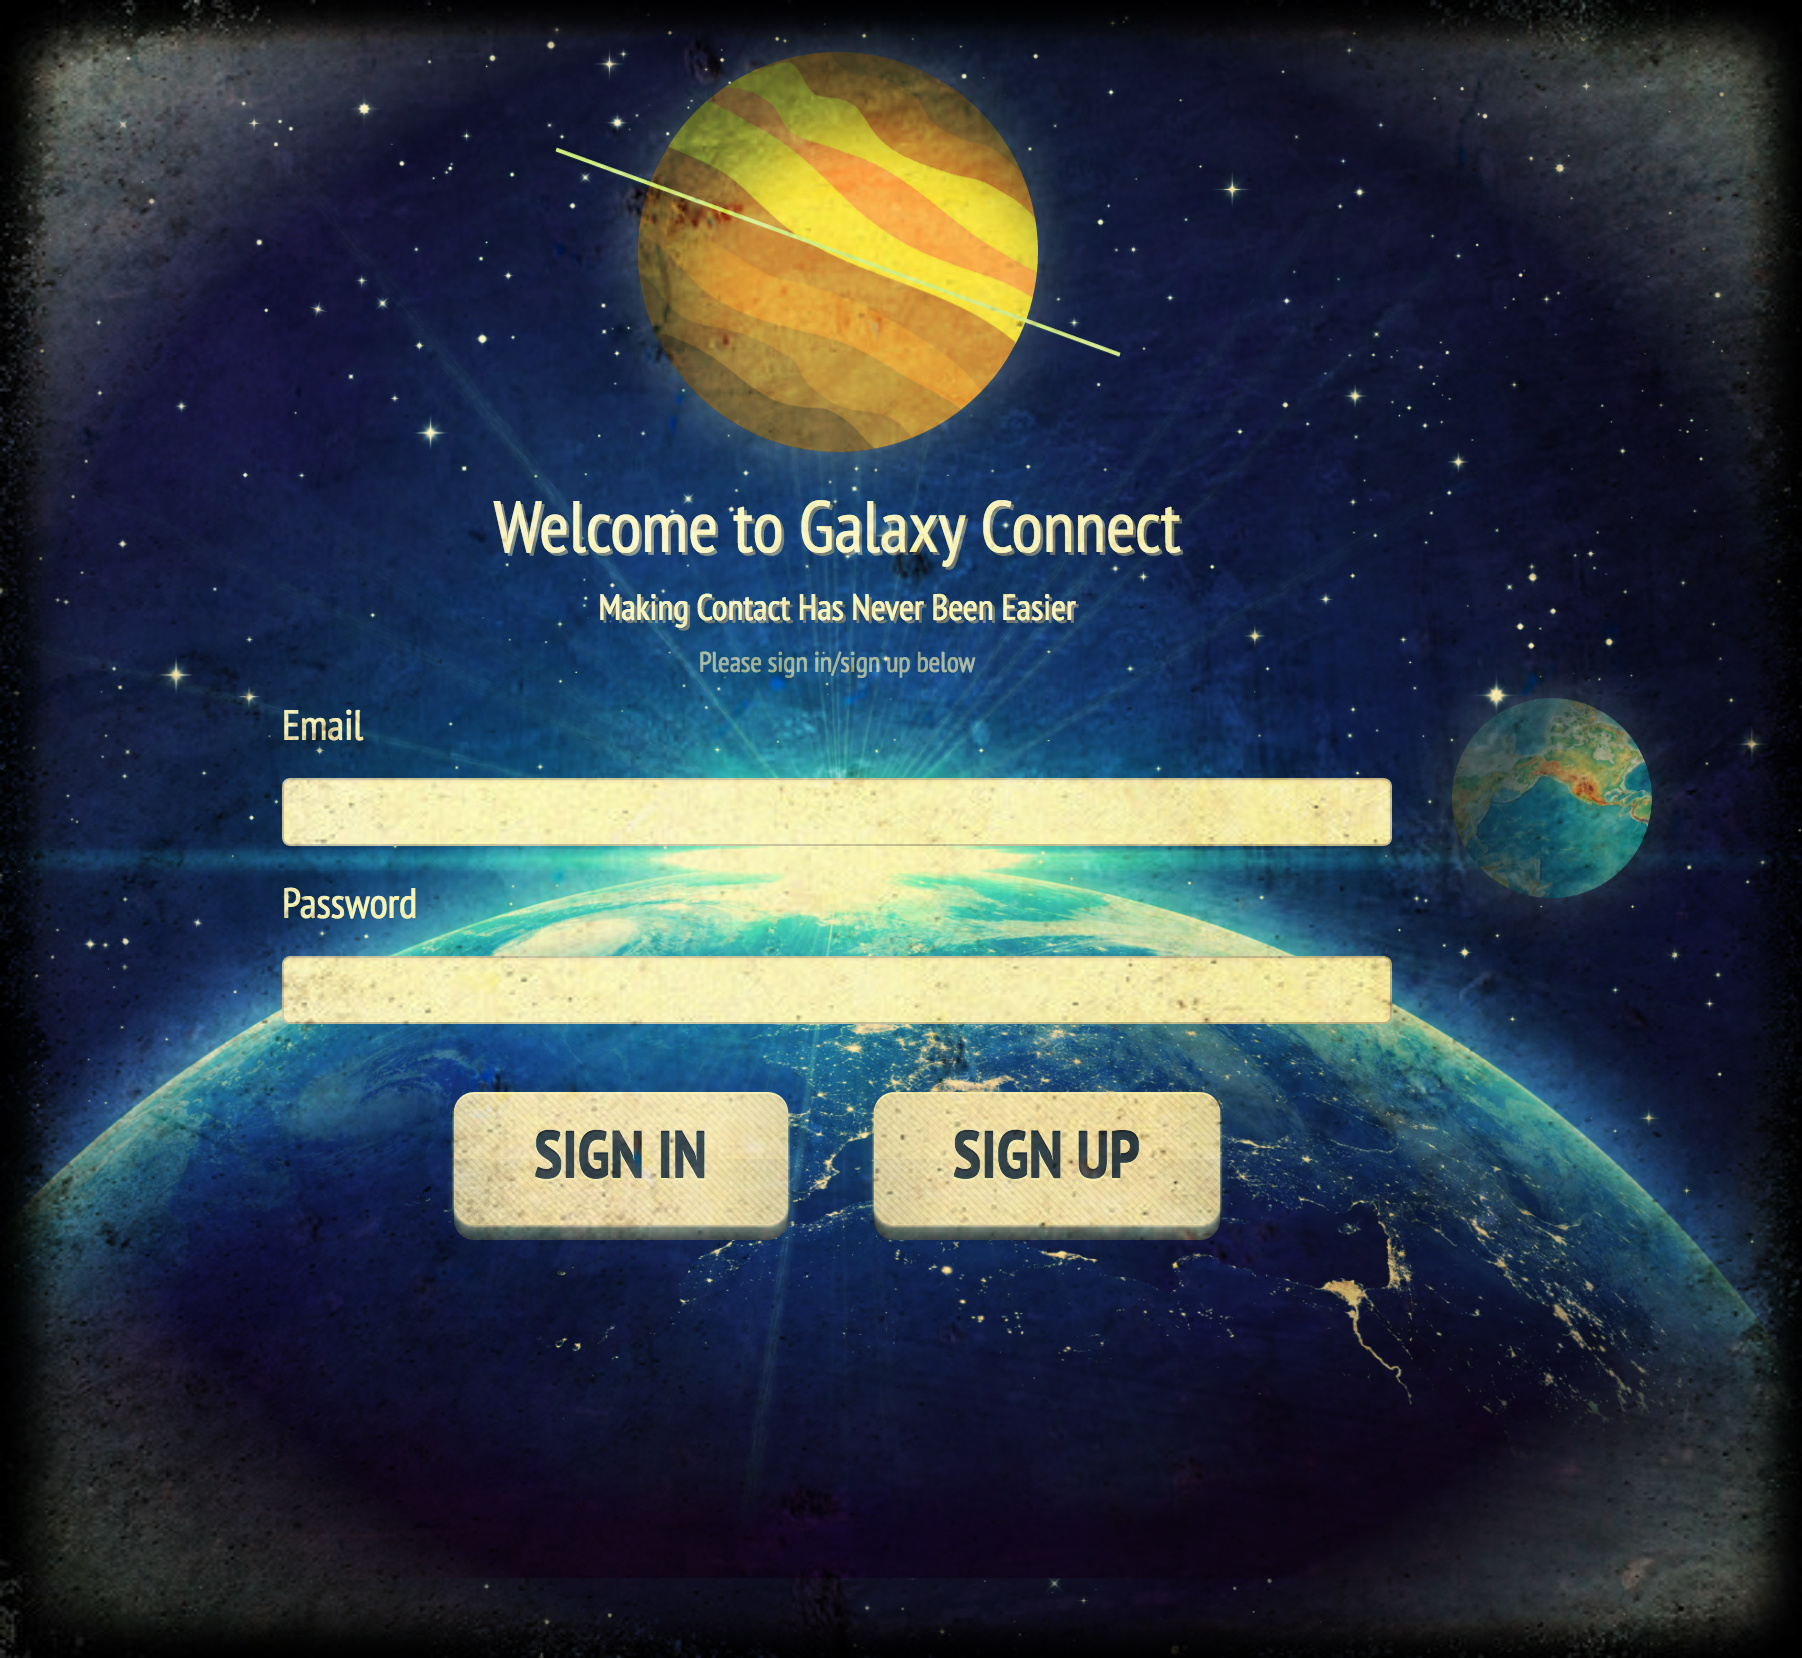 Welcome to Galaxy Connect
Making Contact Has Never Been Easier
Please sign in/sign up below
Email
Password
SIGN IN
SIGN UP